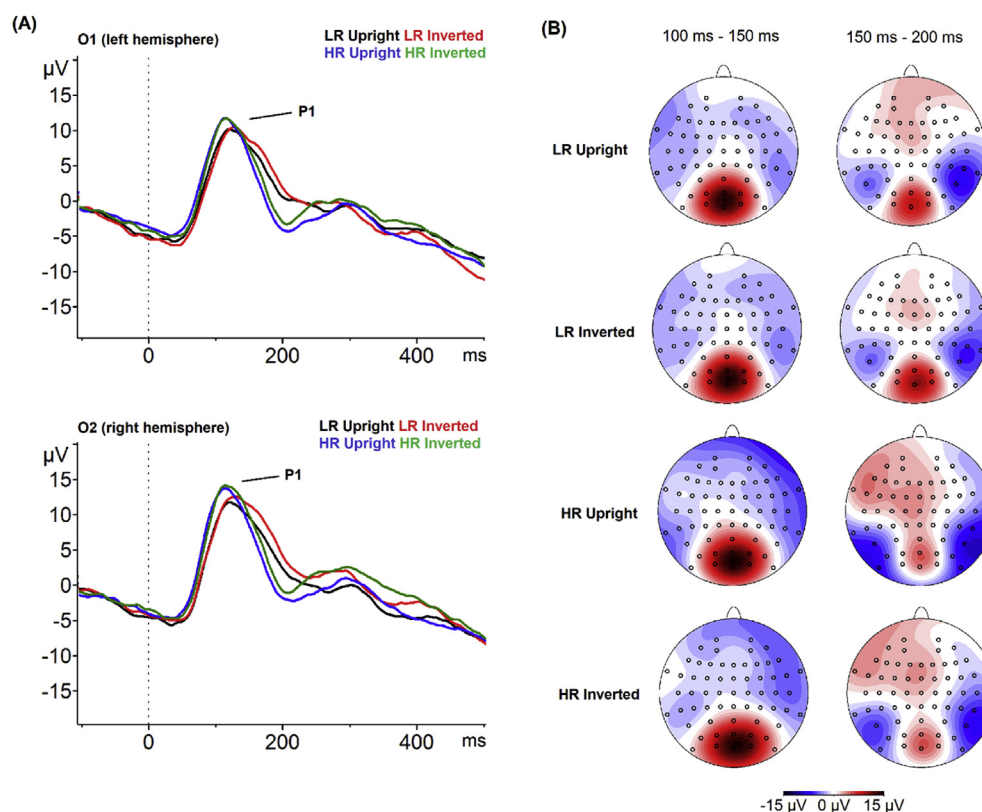 (A)
O1 (left hemisphere)
LR Upright LR Inverted
HR Upright HR Inverted
µV
15
10
5
0
-5
-10
-15
P1
0
200
400
ms
O2 (right hemisphere)
LR Upright LR Inverted
HR Upright HR Inverted
µV
15
10
5
0
-5
-10
-15
P1
0
200
400
ms
(B)
100 ms - 150 ms
150 ms - 200 ms
LR Upright
LR Inverted
HR Upright
HR Inverted
-15 µV
0 µV
15 µV